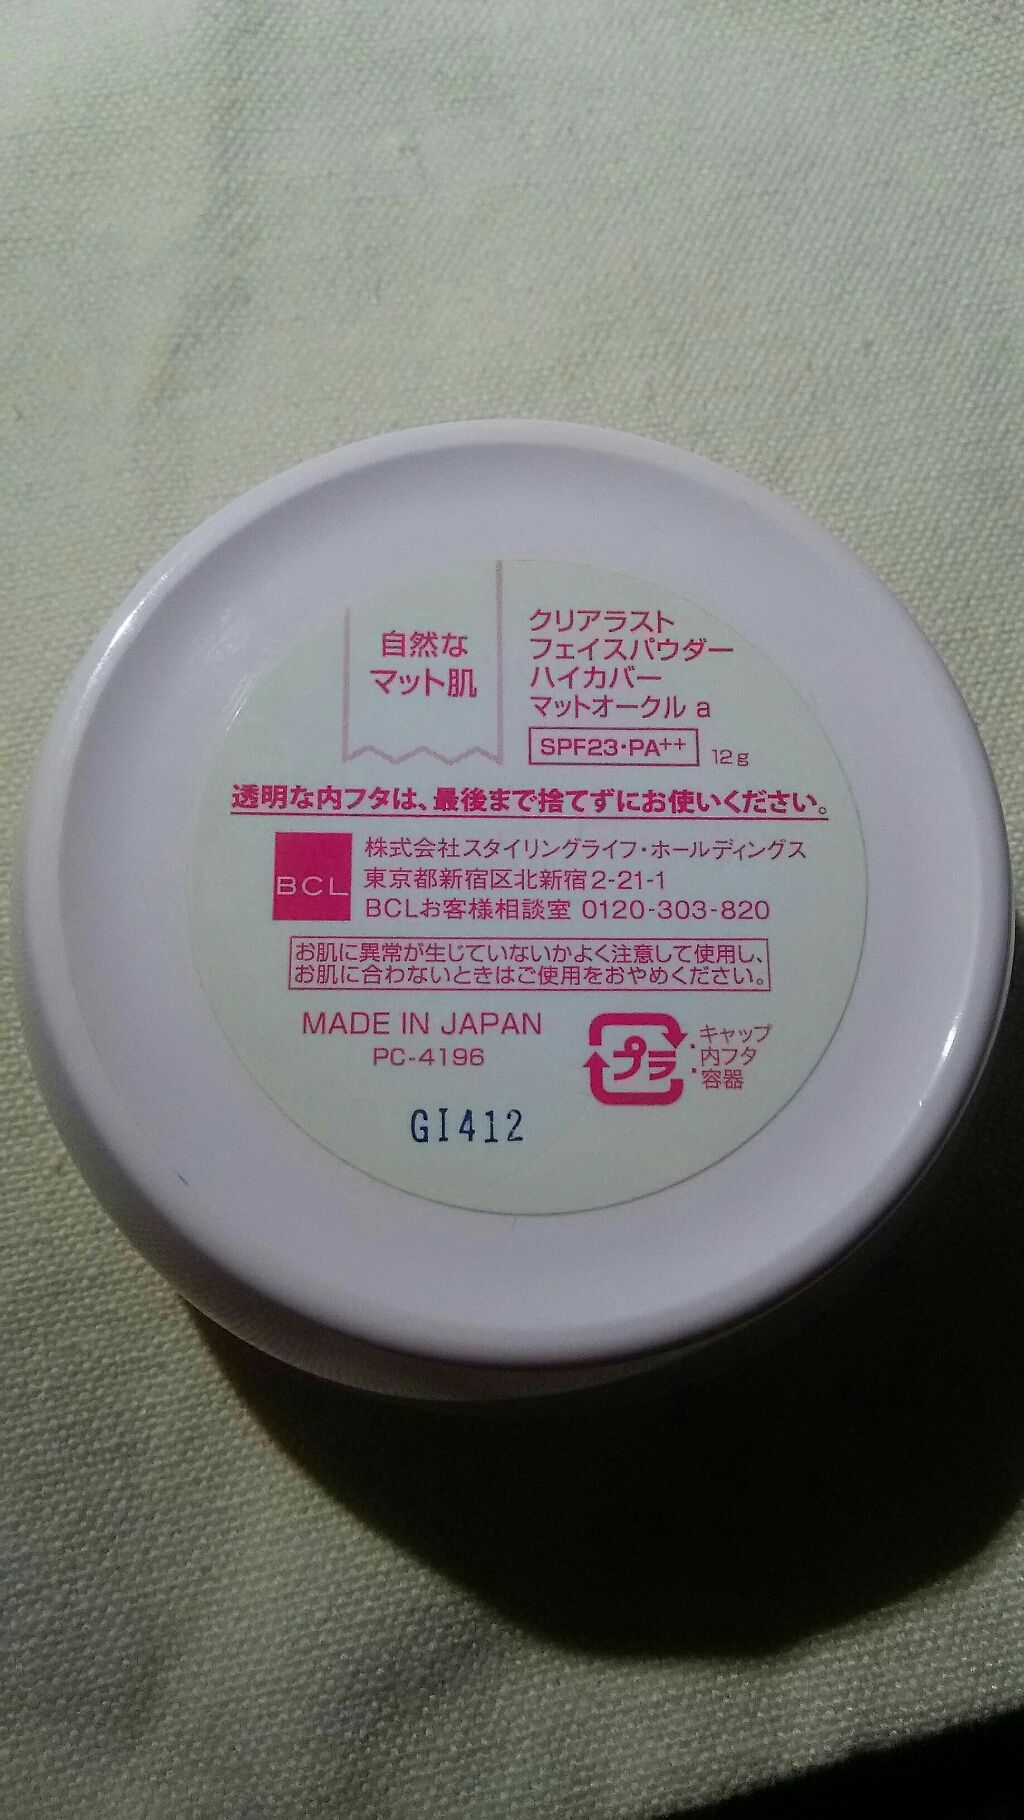 自然な
マット肌
クリアラスト
フェイスパウダー
ハイカバー
マットオークル a
SPF23・PA++ 12g
透明な内フタは、最後まで捨てずにお使いください。
BCL
株式会社スタイリングライフ・ホールディングス
東京都新宿区北新宿2-21-1
BCLお客様相談室 0120-303-820
お肌に異常が生じていないかよく注意して使用し、
お肌に合わないときはご使用をおやめください。
MADE IN JAPAN
PC-4196
プラ
・キャップ
内フタ
・容器
GI412